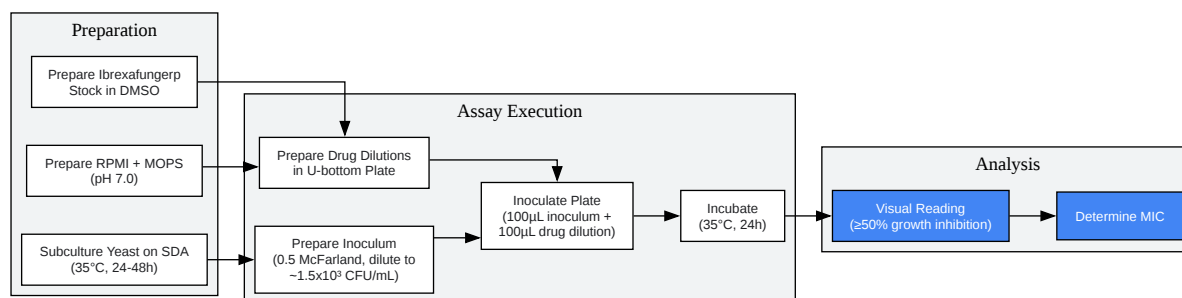 Preparation
Prepare Ibrexafungerp
Stock in DMSO
Prepare RPMI + MOPS
(pH 7.0)
Subculture Yeast on SDA
(35°C, 24-48h)
Assay Execution
Prepare Drug Dilutions
in U-bottom Plate
Prepare Inoculum
(0.5 McFarland, dilute to
~1.5x10³ CFU/mL)
Inoculate Plate
(100µL inoculum +
100µL drug dilution)
Incubate
(35°C, 24h)
Analysis
Visual Reading
(≥50% growth inhibition)
Determine MIC